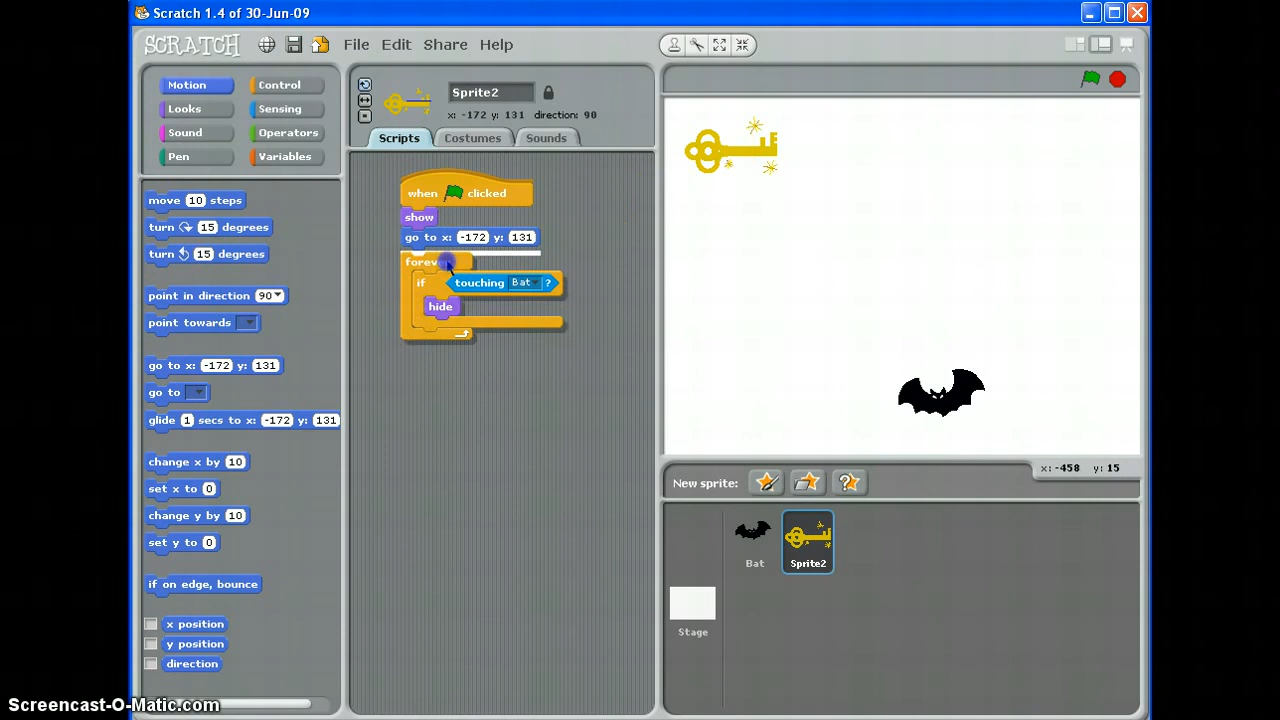 Scratch 1.4 of 30-Jun-09
SCRATCH File Edit Share Help
Motion Control
Looks Sensing
Sound Operators
Pen Variables
move 10 steps
turn 15 degrees
turn 15 degrees
point in direction 90
point towards
go to x: -172 y: 131
go to
glide 1 secs to x: -172 y: 131
change x by 10
set x to 0
change y by 10
set y to 0
if on edge, bounce
x position
y position
direction
Sprite2
x: -172 y: 131 direction: 90
Scripts Costumes Sounds
when clicked
show
go to x: -172 y: 131
forev
if touching Bat ?
hide
x: -458 y: 15
New sprite:
Bat Sprite2
Stage
Screencast-O-Matic.com